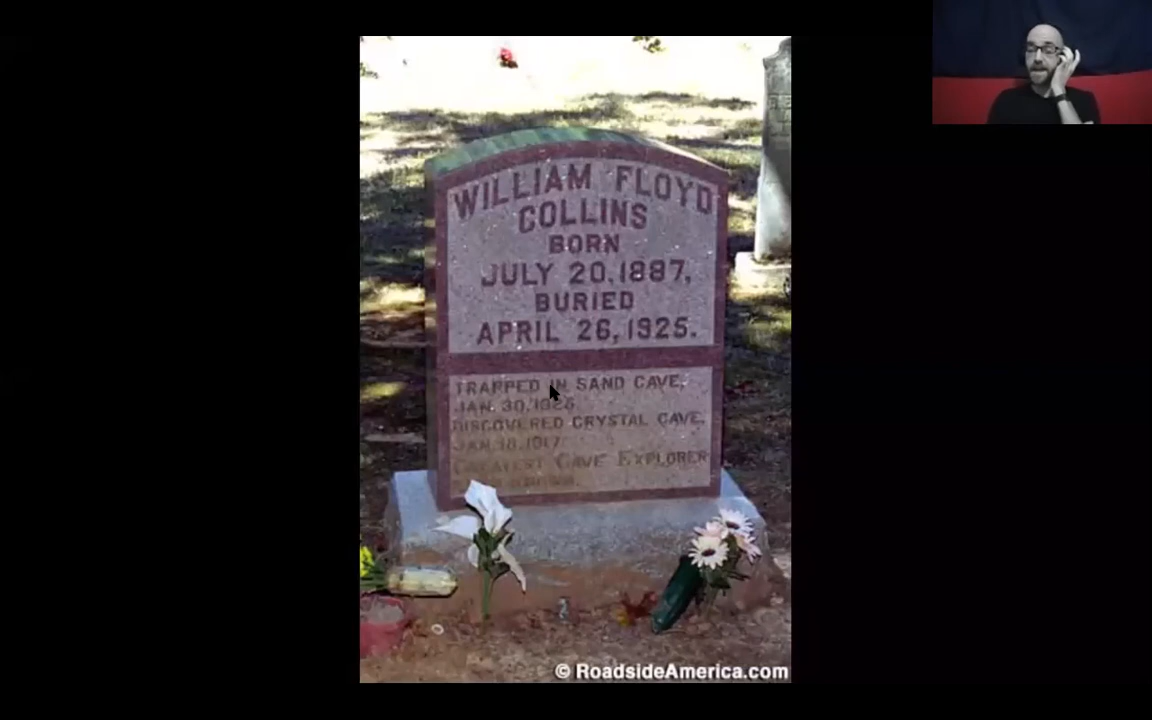 WILLIAM FLOYD
COLLINS
BORN
JULY 20, 1887,
BURIED
APRIL 26, 1925.
TRAPPED IN SAND CAVE,
JAN. 30, 1925
DISCOVERED CRYSTAL CAVE,
JAN. 18, 1917
GREATEST CAVE EXPLORER
© RoadsideAmerica.com